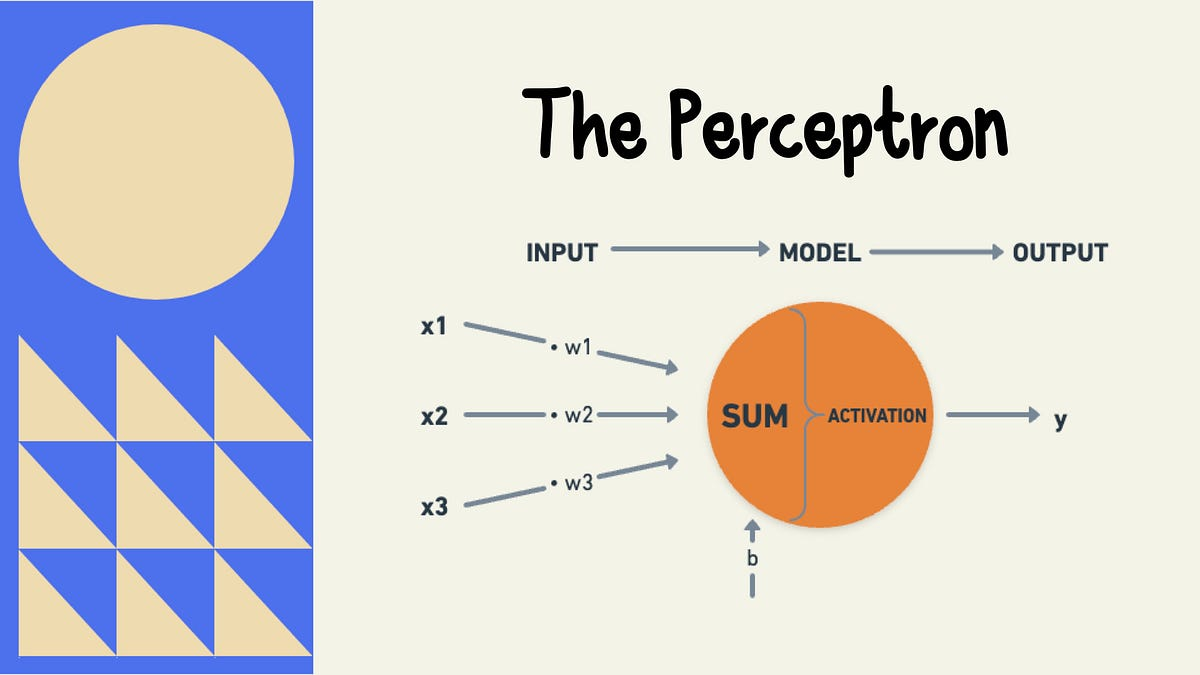 The Perceptron
INPUT MODEL OUTPUT
x1 • w1
x2 • w2 SUM ACTIVATION y
x3 • w3
b